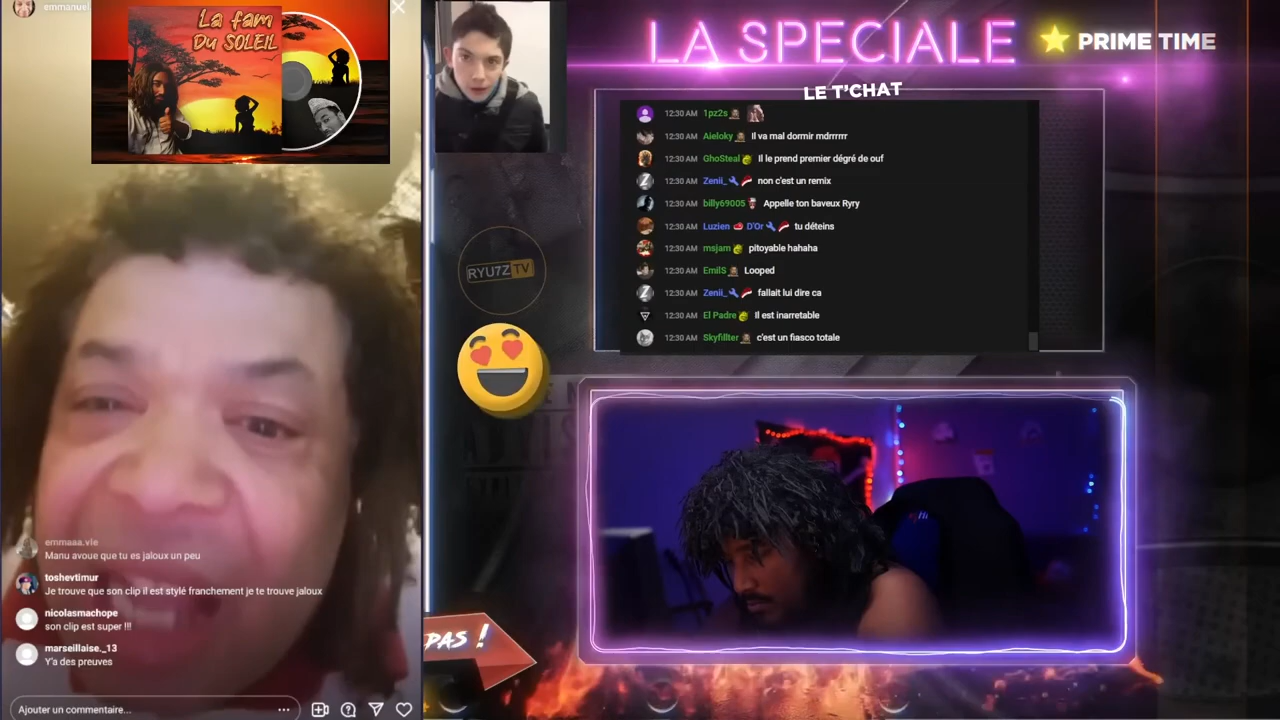 emmanuel
La fam
Du SOLEIL
emmaaa.vie
Manu avoue que tu es jaloux un peu
toshevtimur
Je trouve que son clip il est stylé franchement je te trouve jaloux
nicolasmachope
son clip est super !!!
marseillaise._13
Y'a des preuves
Ajouter un commentaire...
RYU7Z TV
PAS !
LA SPECIALE
PRIME TIME
LE T'CHAT
12:30 AM 1pz2s
12:30 AM Aieloky Il va mal dormir mdrrrrrr
12:30 AM GhoSteal Il le prend premier dégré de ouf
12:30 AM Zenii_ non c'est un remix
12:30 AM billy69005 Appelle ton baveux Ryry
12:30 AM Luzien D'Or tu déteins
12:30 AM msjam pitoyable hahaha
12:30 AM EmilS Looped
12:30 AM Zenii_ fallait lui dire ca
12:30 AM El Padre Il est inarretable
12:30 AM Skyfillter c'est un fiasco totale